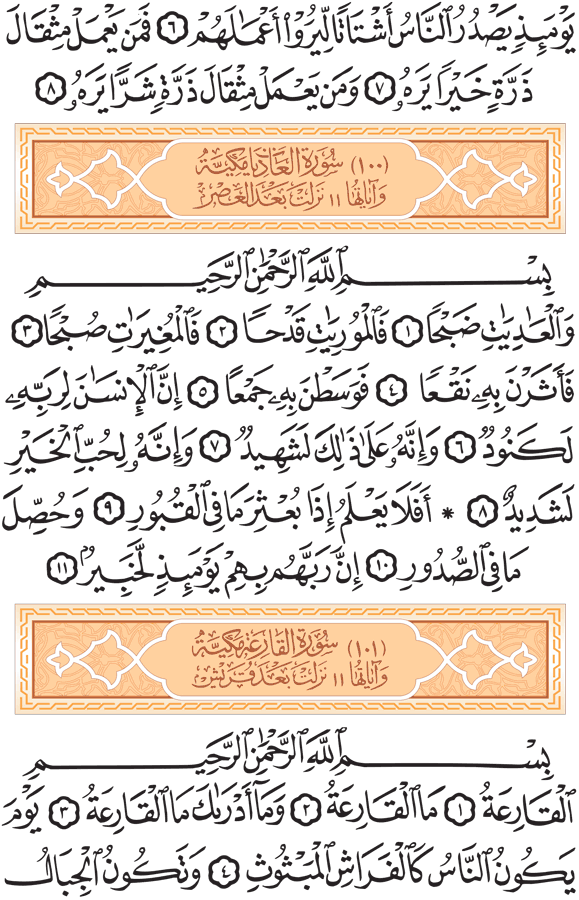 يَوْمَئِذٍ يَصْدُرُ ٱلنَّاسُ أَشْتَاتًا لِّيُرَوْا۟ أَعْمَـٰلَهُمْ ٦ فَمَن يَعْمَلْ مِثْقَالَ
ذَرَّةٍ خَيْرًا يَرَهُۥ ٧ وَمَن يَعْمَلْ مِثْقَالَ ذَرَّةٍ شَرًّا يَرَهُۥ ٨
(١٠٠) سُورَةُ العَادِيَاتِ مَكِّيَّةٌ
وَآيَاتُهَا ١١ نَزَلَتْ بَعْدَ العَصْرِ
بِسْمِ ٱللَّهِ ٱلرَّحْمَـٰنِ ٱلرَّحِيمِ
وَٱلْعَـٰدِيَـٰتِ ضَبْحًا ١ فَٱلْمُورِيَـٰتِ قَدْحًا ٢ فَٱلْمُغِيرَٰتِ صُبْحًا ٣
فَأَثَرْنَ بِهِۦ نَقْعًا ٤ فَوَسَطْنَ بِهِۦ جَمْعًا ٥ إِنَّ ٱلْإِنسَـٰنَ لِرَبِّهِۦ
لَكَنُودٌ ٦ وَإِنَّهُۥ عَلَىٰ ذَٰلِكَ لَشَهِيدٌ ٧ وَإِنَّهُۥ لِحُبِّ ٱلْخَيْرِ
لَشَدِيدٌ ٨ * أَفَلَا يَعْلَمُ إِذَا بُعْثِرَ مَا فِى ٱلْقُبُورِ ٩ وَحُصِّلَ
مَا فِى ٱلصُّدُورِ ١٠ إِنَّ رَبَّهُم بِهِمْ يَوْمَئِذٍ لَّخَبِيرٌۢ ١١
(١٠١) سُورَةُ القَارِعَةِ مَكِّيَّةٌ
وَآيَاتُهَا ١١ نَزَلَتْ بَعْدَ قُرَيْشٍ
بِسْمِ ٱللَّهِ ٱلرَّحْمَـٰنِ ٱلرَّحِيمِ
ٱلْقَارِعَةُ ١ مَا ٱلْقَارِعَةُ ٢ وَمَآ أَدْرَىٰكَ مَا ٱلْقَارِعَةُ ٣ يَوْمَ
يَكُونُ ٱلنَّاسُ كَٱلْفَرَاشِ ٱلْمَبْثُوثِ ٤ وَتَكُونُ ٱلْجِبَالُ